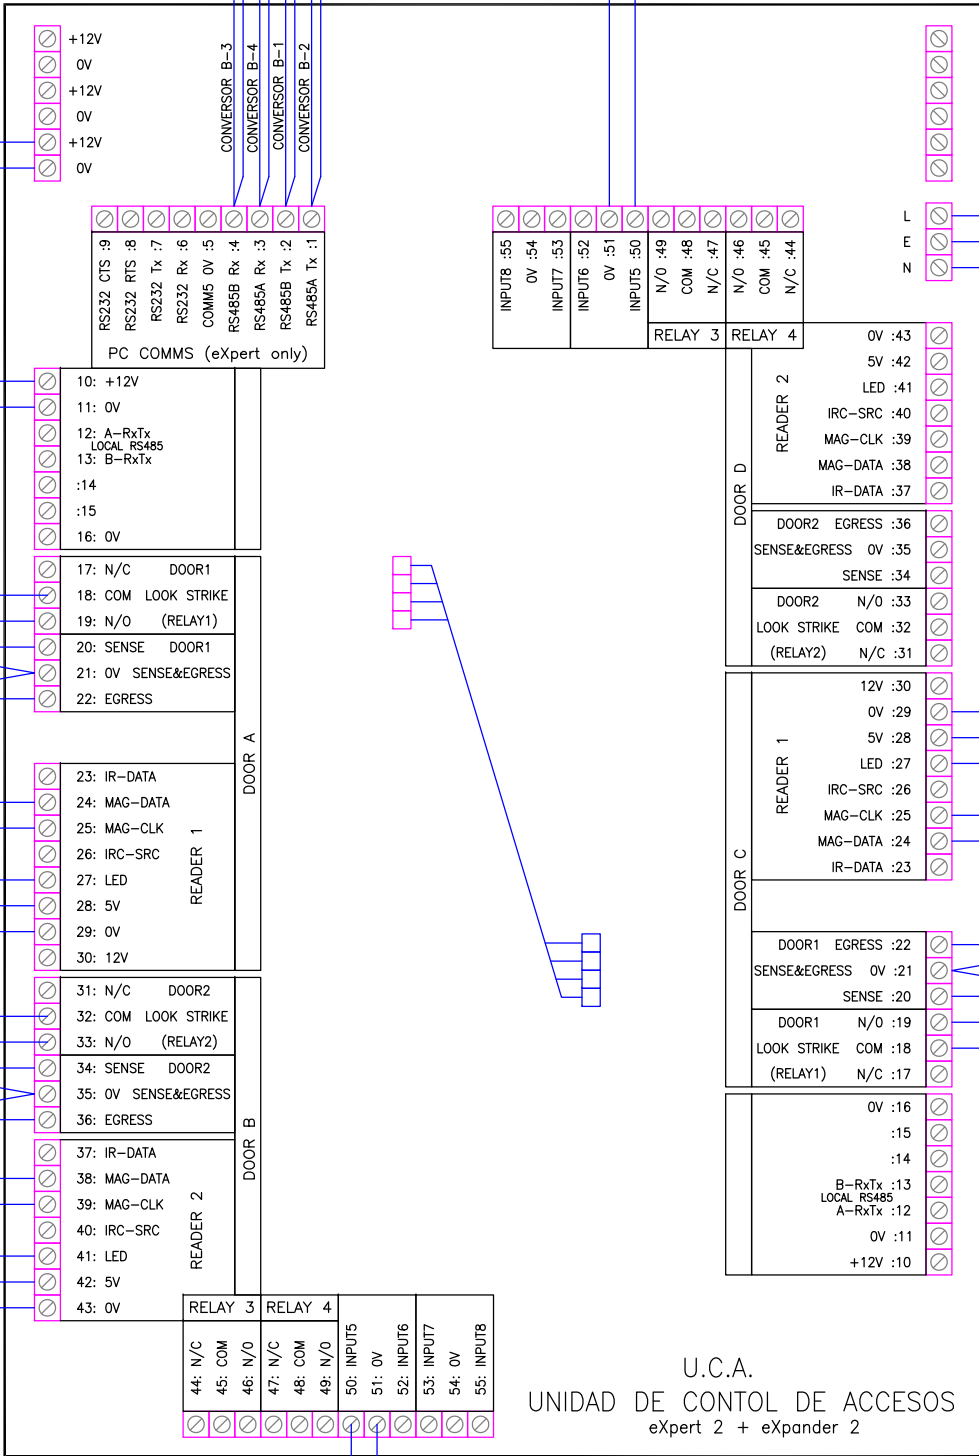 +12V
0V
+12V
0V
+12V
0V
CONVERSOR B-3
CONVERSOR B-4
CONVERSOR B-1
CONVERSOR B-2
RS232 CTS :9
RS232 RTS :8
RS232 Tx :7
RS232 Rx :6
COMM5 0V :5
RS485B Rx :4
RS485A Rx :3
RS485B Tx :2
RS485A Tx :1
PC COMMS (eXpert only)
INPUT8 :55
0V :54
INPUT7 :53
INPUT6 :52
0V :51
INPUT5 :50
N/O :49
COM :48
N/C :47
N/O :46
COM :45
N/C :44
RELAY 3
RELAY 4
L
E
N
10: +12V
11: 0V
12: A-RxTx
LOCAL RS485
13: B-RxTx
:14
:15
16: 0V
17: N/C DOOR1
18: COM LOOK STRIKE
19: N/O (RELAY1)
20: SENSE DOOR1
21: 0V SENSE&EGRESS
22: EGRESS
DOOR A
23: IR-DATA
24: MAG-DATA
25: MAG-CLK
26: IRC-SRC
27: LED
28: 5V
29: 0V
30: 12V
READER 1
31: N/C DOOR2
32: COM LOOK STRIKE
33: N/O (RELAY2)
34: SENSE DOOR2
35: 0V SENSE&EGRESS
36: EGRESS
DOOR B
37: IR-DATA
38: MAG-DATA
39: MAG-CLK
40: IRC-SRC
41: LED
42: 5V
43: 0V
READER 2
RELAY 3
RELAY 4
44: N/C
45: COM
46: N/O
47: N/C
48: COM
49: N/O
50: INPUT5
51: 0V
52: INPUT6
53: INPUT7
54: 0V
55: INPUT8
0V :43
5V :42
LED :41
IRC-SRC :40
MAG-CLK :39
MAG-DATA :38
IR-DATA :37
READER 2
DOOR D
DOOR2 EGRESS :36
SENSE&EGRESS 0V :35
SENSE :34
DOOR2 N/O :33
LOOK STRIKE COM :32
(RELAY2) N/C :31
12V :30
0V :29
5V :28
LED :27
IRC-SRC :26
MAG-CLK :25
MAG-DATA :24
IR-DATA :23
READER 1
DOOR C
DOOR1 EGRESS :22
SENSE&EGRESS 0V :21
SENSE :20
DOOR1 N/O :19
LOOK STRIKE COM :18
(RELAY1) N/C :17
0V :16
:15
:14
B-RxTx :13
LOCAL RS485
A-RxTx :12
0V :11
+12V :10
U.C.A.
UNIDAD DE CONTOL DE ACCESOS
eXpert 2 + eXpander 2